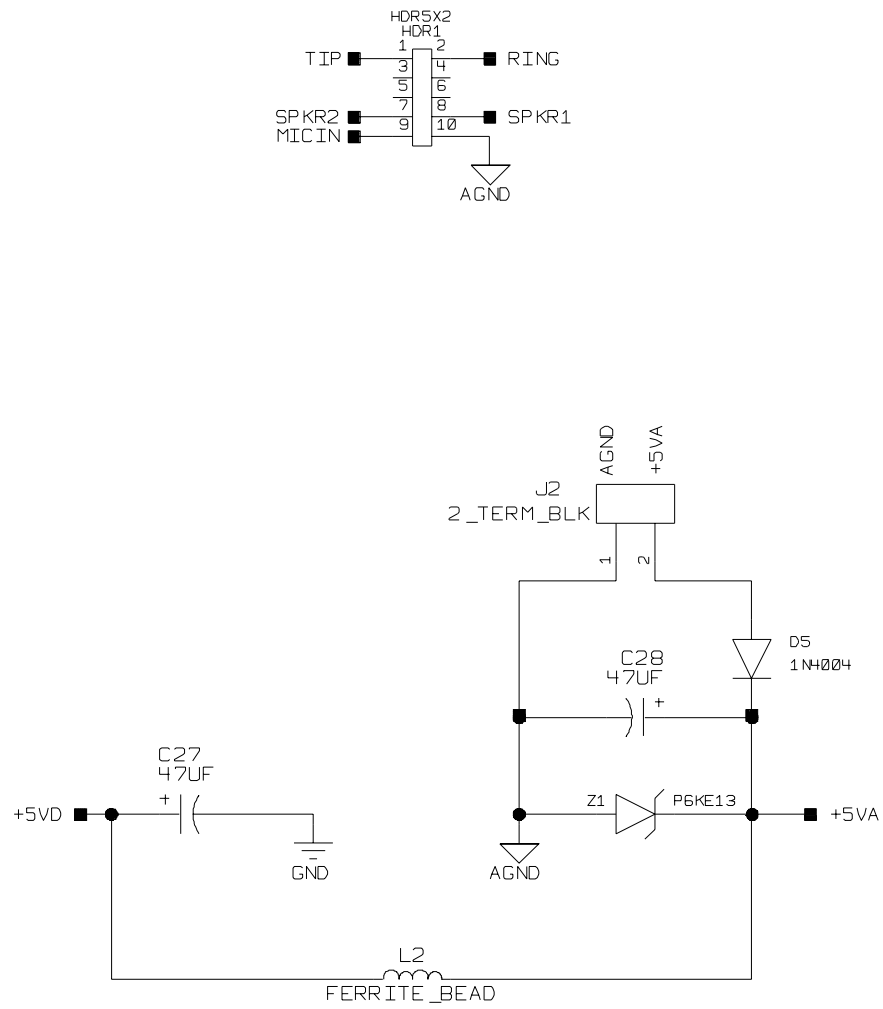 HDR5X2
HDR1
1 2
TIP RING
3 4
5 6
7 8
SPKR2 SPKR1
9 10
MICIN
AGND
AGND +5VA
J2
2_TERM_BLK
1 2
D5
1N4004
C28
47UF
+
C27
47UF
+
Z1 P6KE13
+5VD +5VA
GND AGND
L2
FERRITE_BEAD